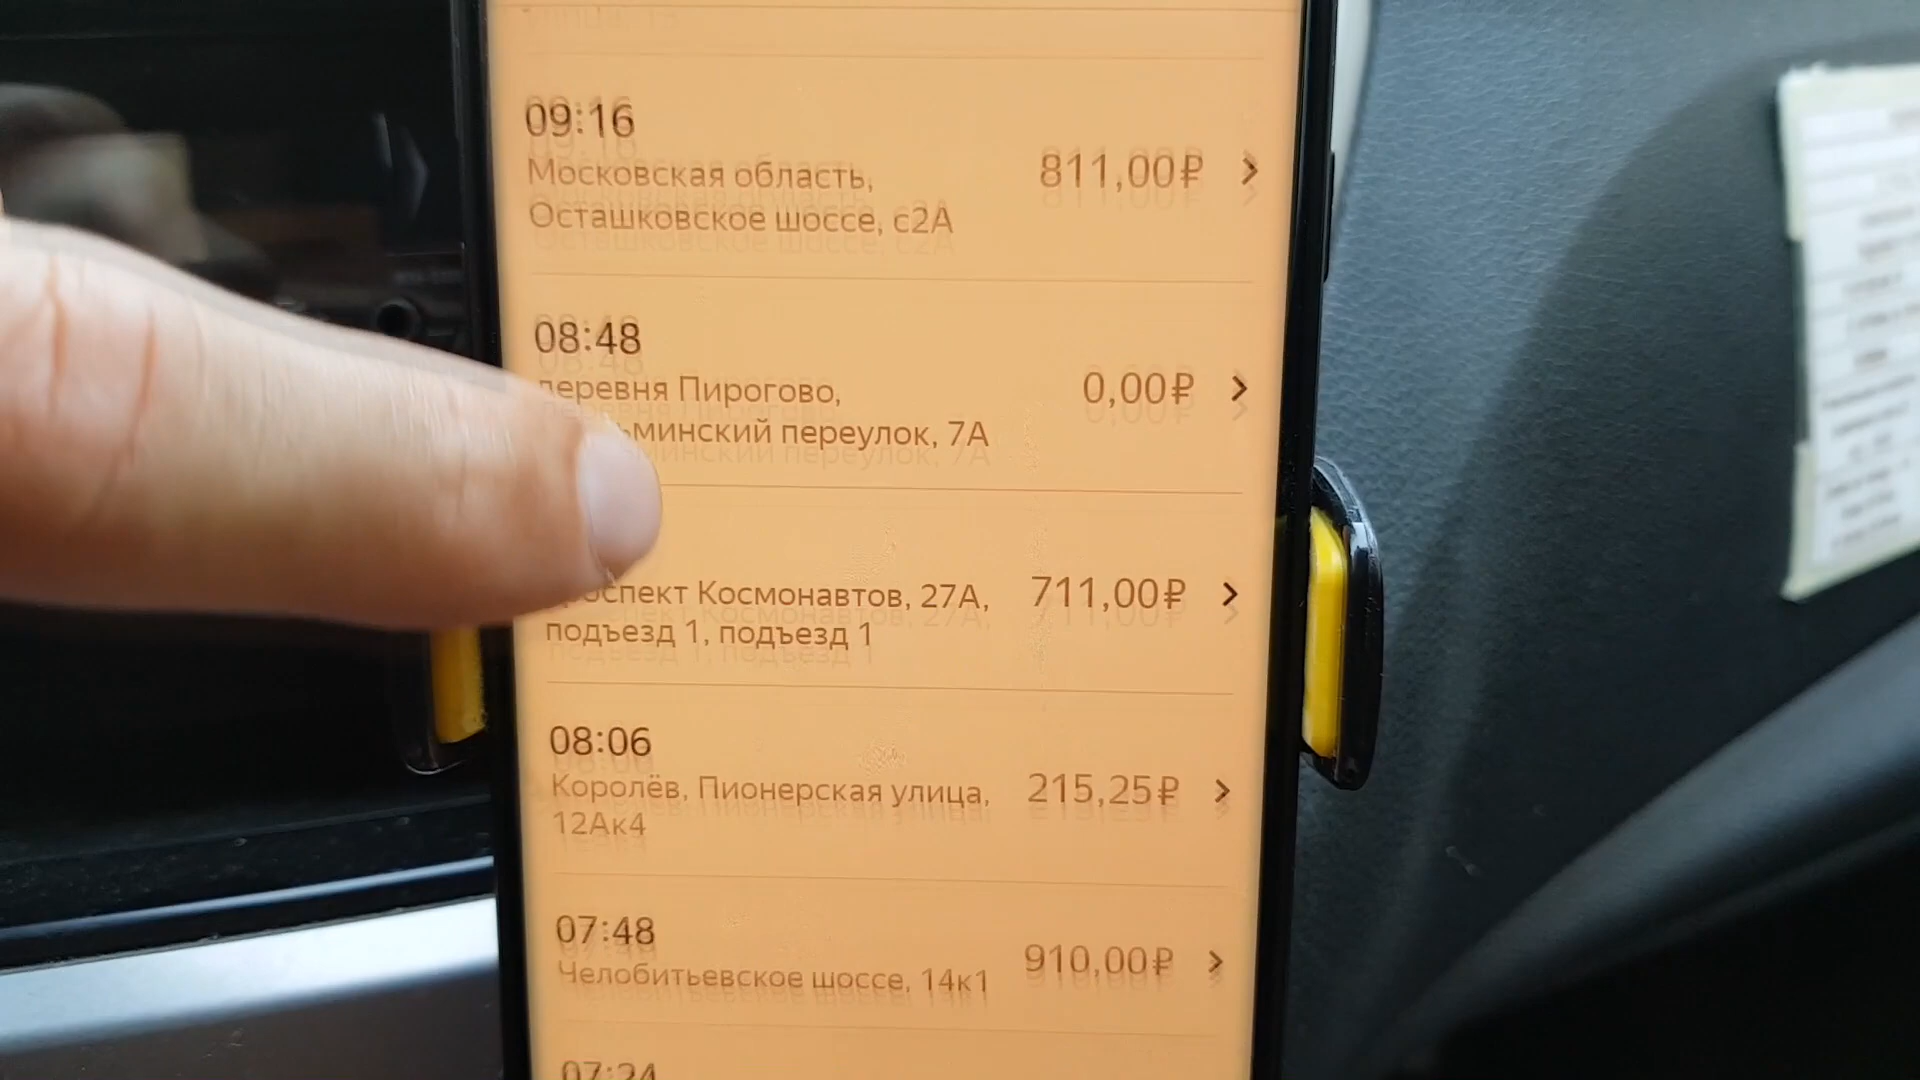 09:16
Московская область,
811,00₽
Осташковское шоссе, с2А
08:48
деревня Пирогово,
0,00₽
переулок, 7А
Космонавтов, 27А,
711,00₽
подъезд 1, подъезд 1
08:06
Королёв, Пионерская улица,
215,25₽
12Ак4
07:48
910,00₽
Челобитьевское шоссе, 14к1
07:24